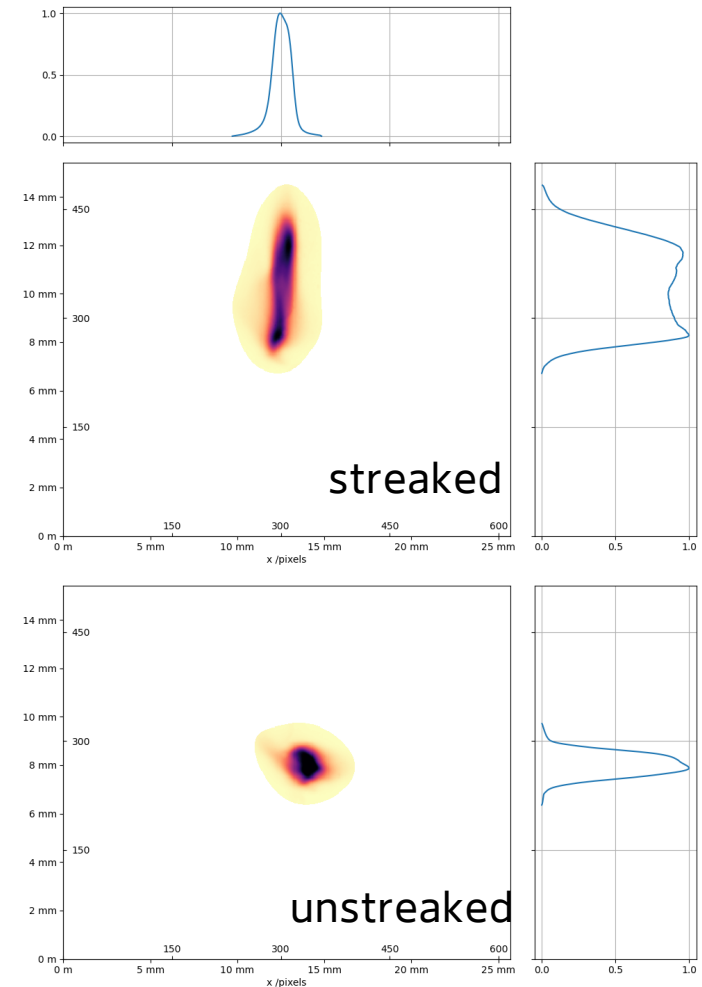 1.0
0.5
0.0
14 mm
450
12 mm
10 mm
300
8 mm
6 mm
150
4 mm
streaked
2 mm
150 300 450 600
0 m
0 m 5 mm 10 mm 15 mm 20 mm 25 mm
x /pixels
0.0 0.5 1.0
14 mm
450
12 mm
10 mm
300
8 mm
6 mm
150
4 mm
unstreaked
2 mm
150 300 450 600
0 m
0 m 5 mm 10 mm 15 mm 20 mm 25 mm
x /pixels
0.0 0.5 1.0